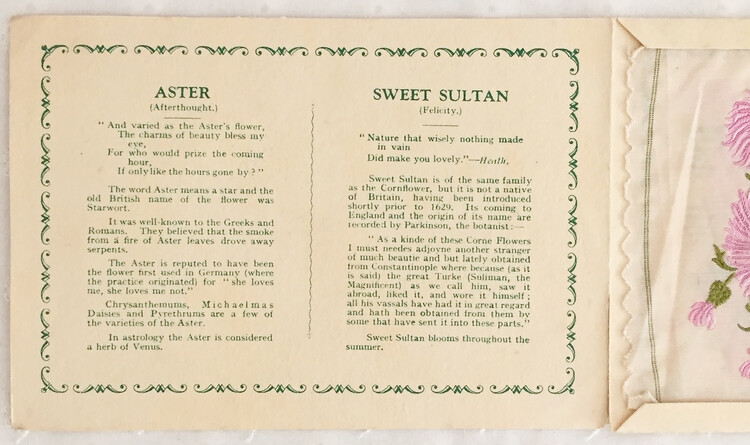 ASTER
(Afterthought.)
" And varied as the Aster's flower,
The charms of beauty bless my
eye,
For who would prize the coming
hour,
If only like the hours gone by ? "
The word Aster means a star and the
old British name of the flower was
Starwort.
It was well-known to the Greeks and
Romans. They believed that the smoke
from a fire of Aster leaves drove away
serpents.
The Aster is reputed to have been
the flower first used in Germany (where
the practice originated) for " she loves
me, she loves me not."
Chrysanthemums, Michaelmas
Daisies and Pyrethrums are a few of
the varieties of the Aster.
In astrology the Aster is considered
a herb of Venus.
SWEET SULTAN
(Felicity.)
" Nature that wisely nothing made
in vain
Did make you lovely."—Heath.
Sweet Sultan is of the same family
as the Cornflower, but it is not a native
of Britain, having been introduced
shortly prior to 1629. Its coming to
England and the origin of its name are
recorded by Parkinson, the botanist:—
" As a kinde of these Corne Flowers
I must needes adjoyne another stranger
of much beautie and but lately obtained
from Constantinople where because (as it
is said) the great Turke (Suliman, the
Magnificent) as we call him, saw it
abroad, liked it, and wore it himself ;
all his vassals have had it in great regard
and hath been obtained from them by
some that have sent it into these parts."
Sweet Sultan blooms throughout the
summer.